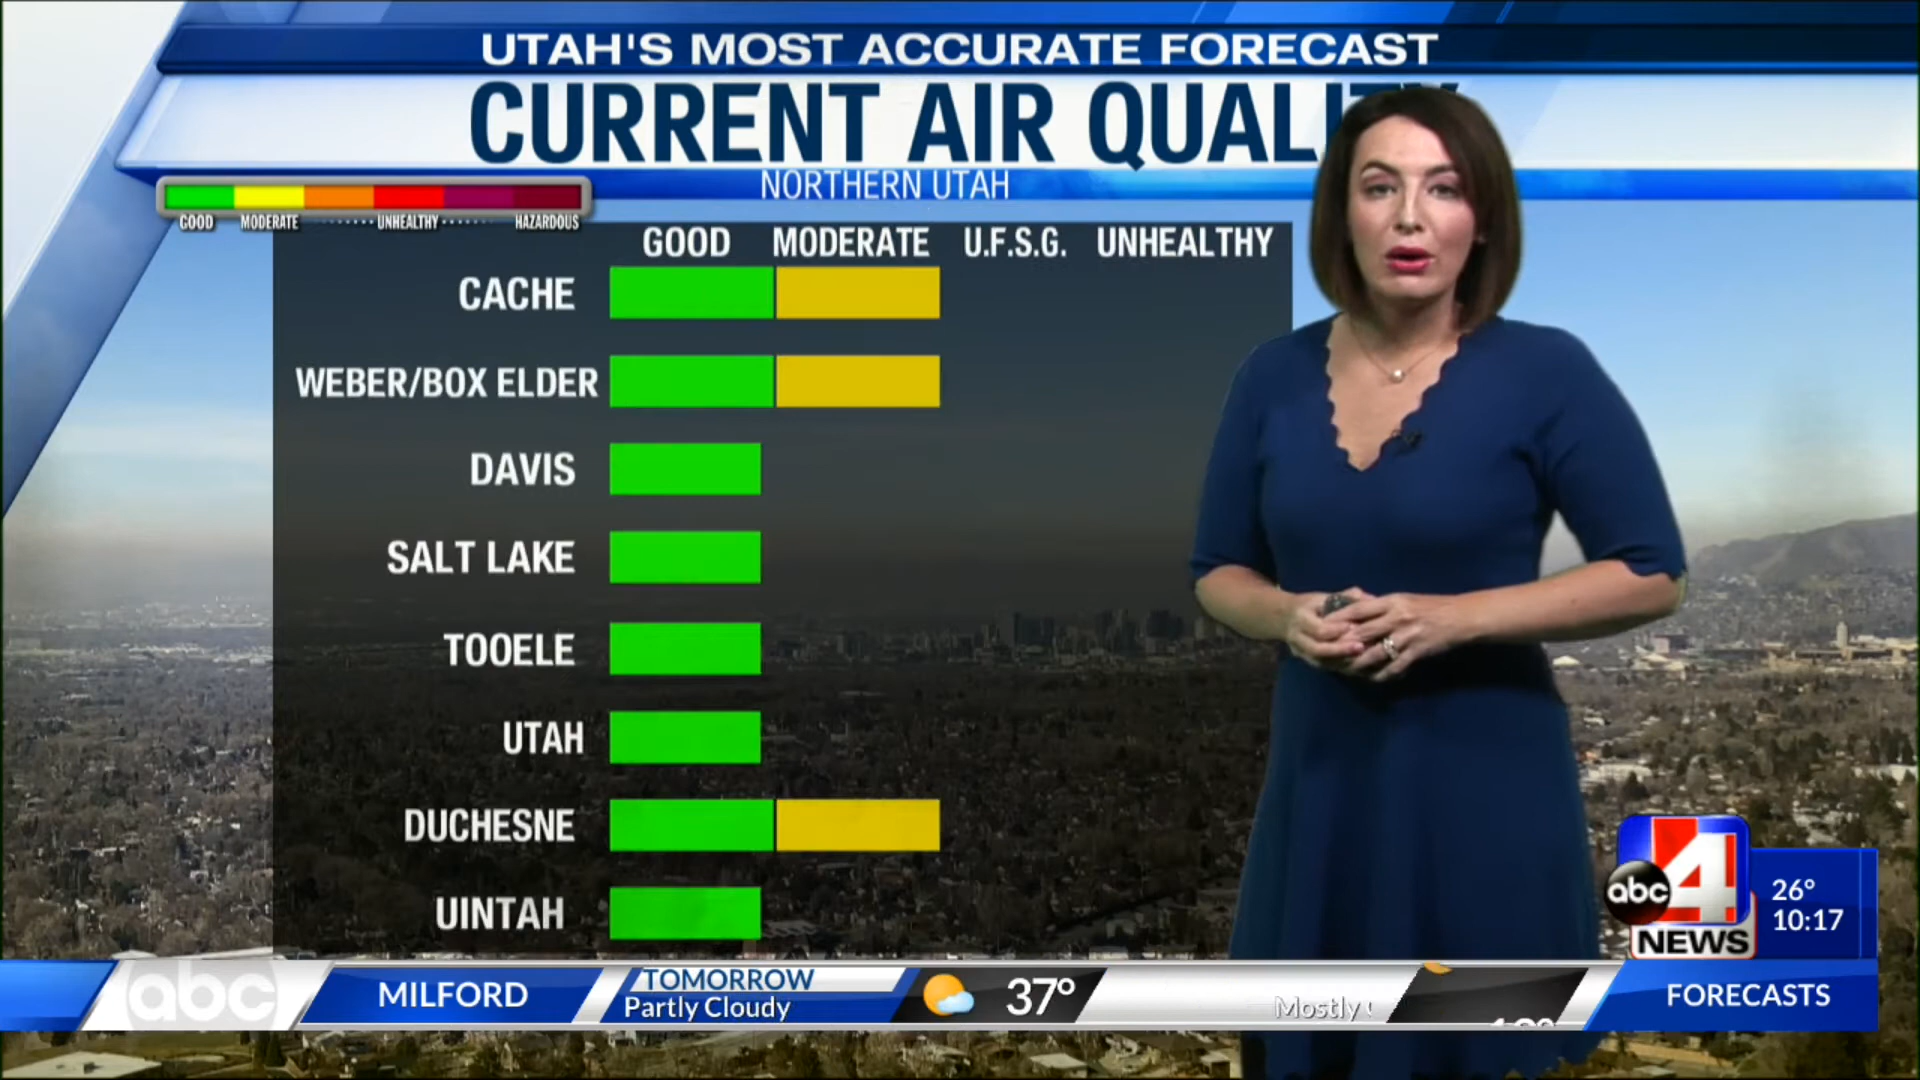 UTAH'S MOST ACCURATE FORECAST
CURRENT AIR
NORTHERN UTAH
GOOD MODERATE UNHEALTHY HAZARDOUS
GOOD MODERATE U.F.S.G. UNHEALTHY
CACHE
WEBER/BOX ELDER
DAVIS
SALT LAKE
TOOELE
UTAH
DUCHESNE
UINTAH
abc 4
NEWS
26°
10:17
abc
MILFORD
TOMORROW
Partly Cloudy
37°
Mostly
FORECASTS